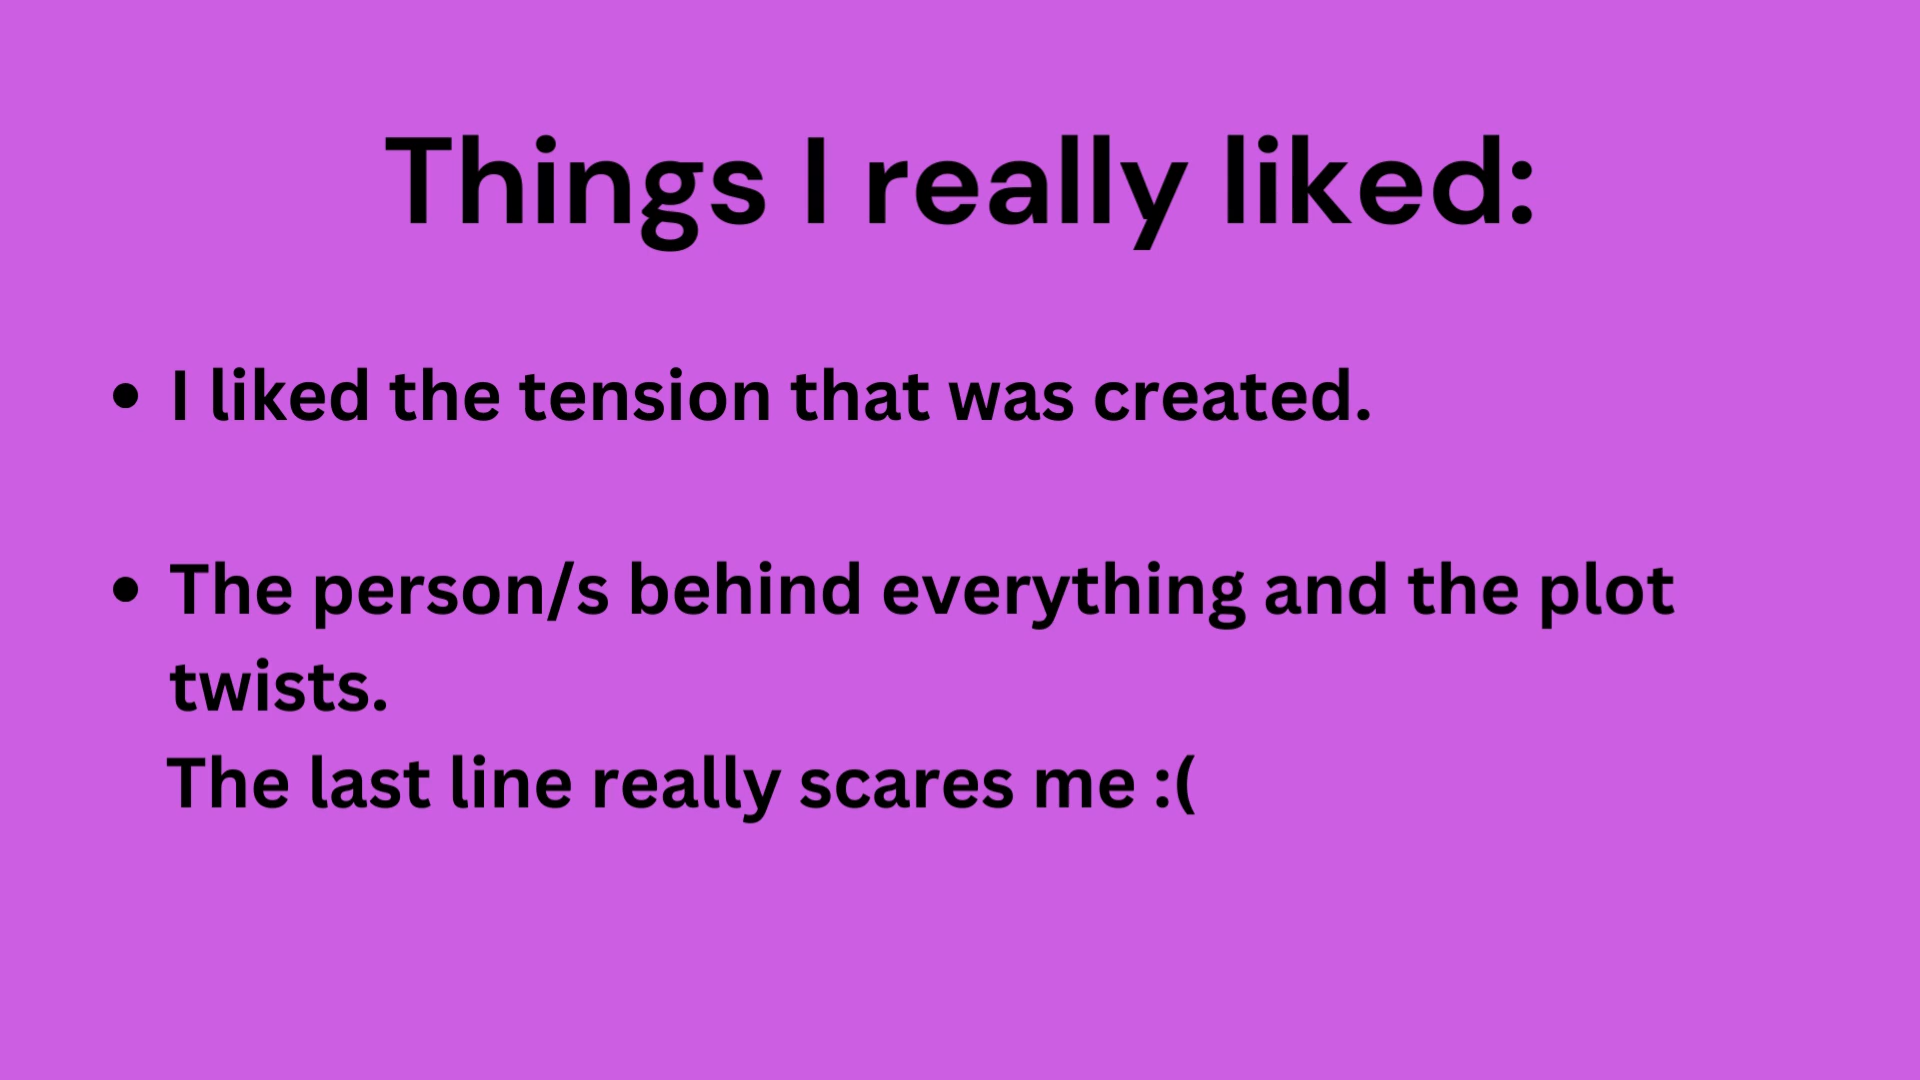 Things I really liked:
• I liked the tension that was created.
• The person/s behind everything and the plot
twists.
The last line really scares me :(